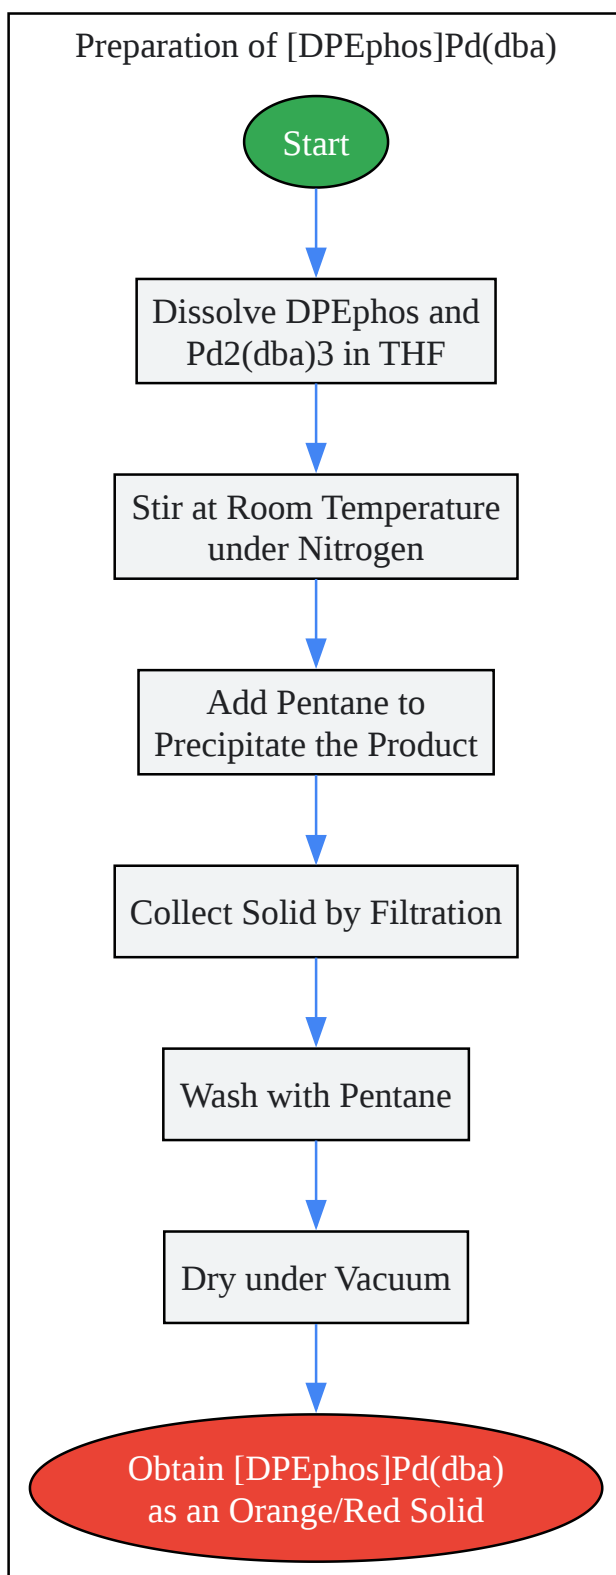 Preparation of [DPEphos]Pd(dba)
Start
Dissolve DPEphos and
Pd2(dba)3 in THF
Stir at Room Temperature
under Nitrogen
Add Pentane to
Precipitate the Product
Collect Solid by Filtration
Wash with Pentane
Dry under Vacuum
Obtain [DPEphos]Pd(dba)
as an Orange/Red Solid